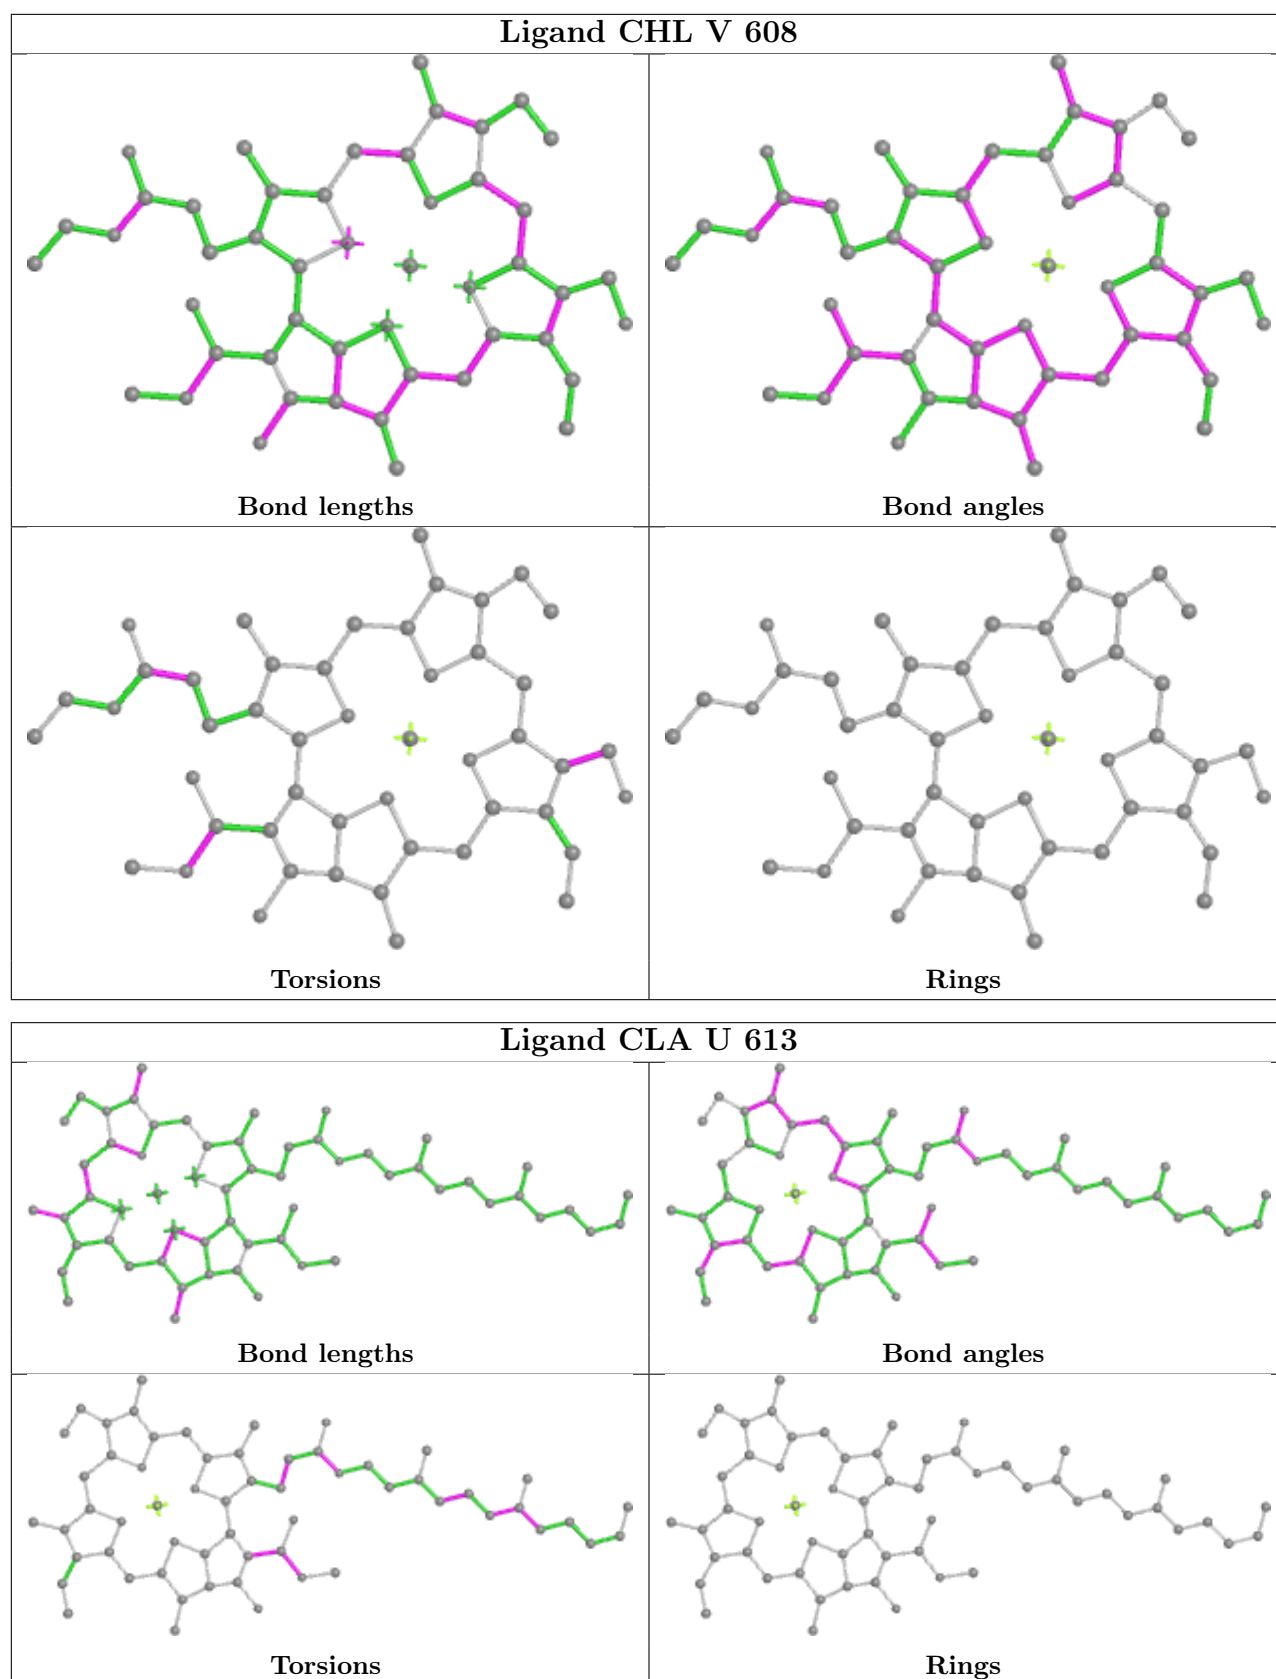 Ligand CHL V 608
Bond lengths
Bond angles
Torsions
Rings
Ligand CLA U 613
Bond lengths
Bond angles
Torsions
Rings